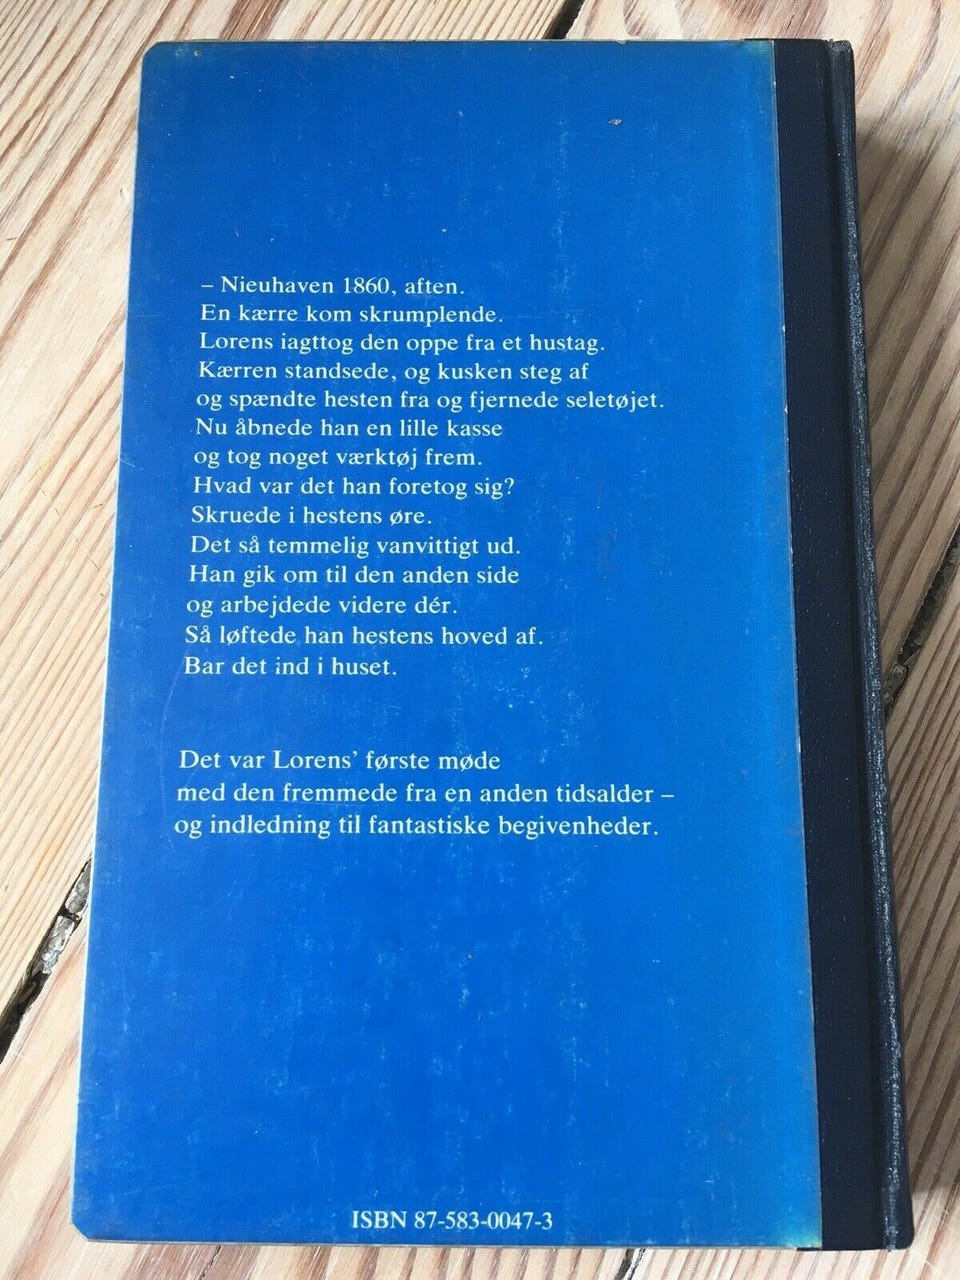 – Nieuhaven 1860, aften.
En kærre kom skrumplende.
Lorens iagttog den oppe fra et hustag.
Kærren standsede, og kusken steg af
og spændte hesten fra og fjernede seletøjet.
Nu åbnede han en lille kasse
og tog noget værktøj frem.
Hvad var det han foretog sig?
Skruede i hestens øre.
Det så temmelig vanvittigt ud.
Han gik om til den anden side
og arbejdede videre dér.
Så løftede han hestens hoved af.
Bar det ind i huset.
Det var Lorens’ første møde
med den fremmede fra en anden tidsalder –
og indledning til fantastiske begivenheder.
ISBN 87-583-0047-3